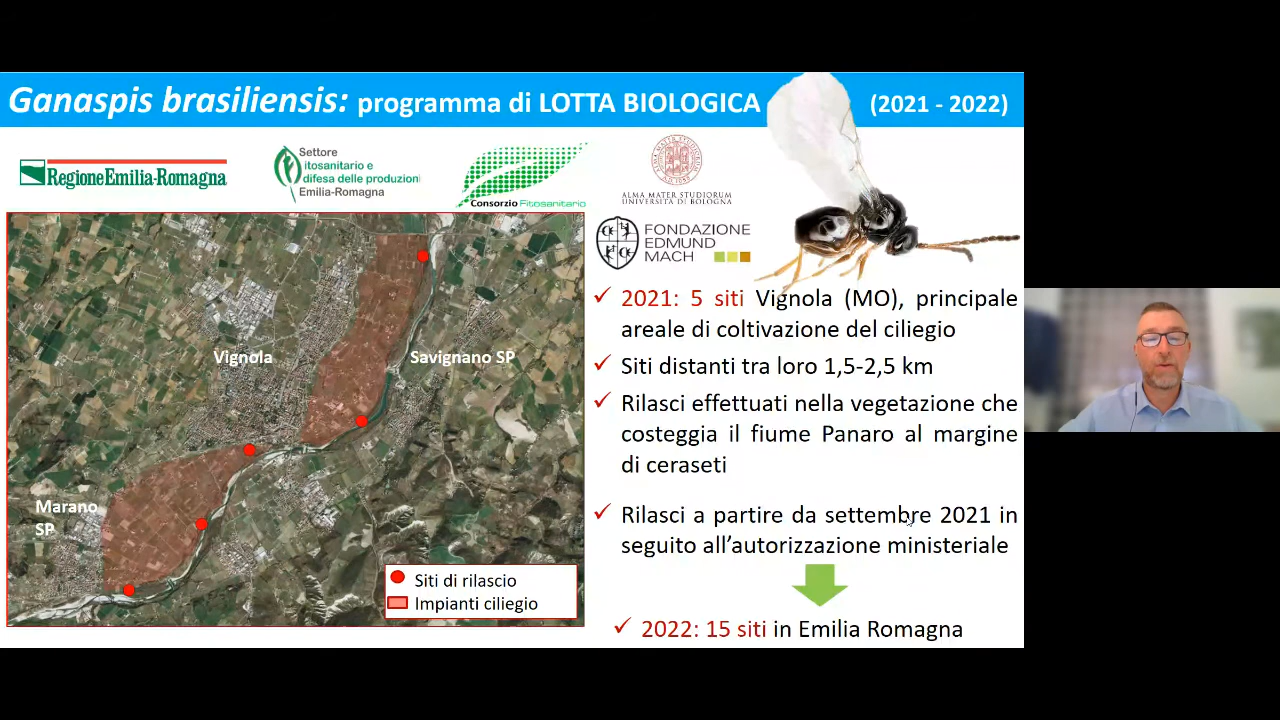 Ganaspis brasiliensis: programma di LOTTA BIOLOGICA (2021 - 2022)
RegioneEmilia-Romagna
Settore
itosanitario e
difesa delle produzioni
Emilia-Romagna
Consorzio Fitosanitario
ALMA MATER STUDIORUM
UNIVERSITÀ DI BOLOGNA
FONDAZIONE
EDMUND
MACH
Vignola
Savignano SP
Marano
SP
Siti di rilascio
Impianti ciliegio
✓ 2021: 5 siti Vignola (MO), principale
areale di coltivazione del ciliegio
✓ Siti distanti tra loro 1,5-2,5 km
✓ Rilasci effettuati nella vegetazione che
costeggia il fiume Panaro al margine
di ceraseti
✓ Rilasci a partire da settembre 2021 in
seguito all’autorizzazione ministeriale
✓ 2022: 15 siti in Emilia Romagna